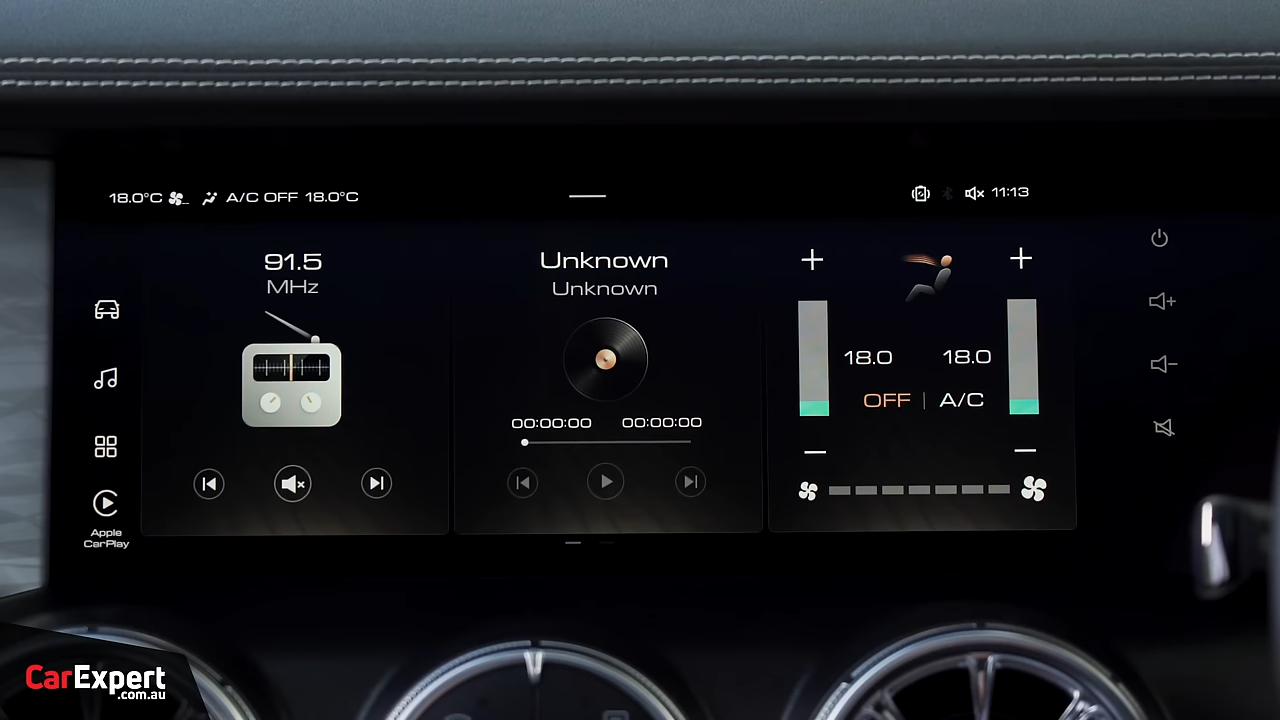 18.0°C A/C OFF 18.0°C
11:13
91.5
MHz
Unknown
Unknown
00:00:00 00:00:00
18.0 18.0
OFF | A/C
Apple
CarPlay
CarExpert
.com.au